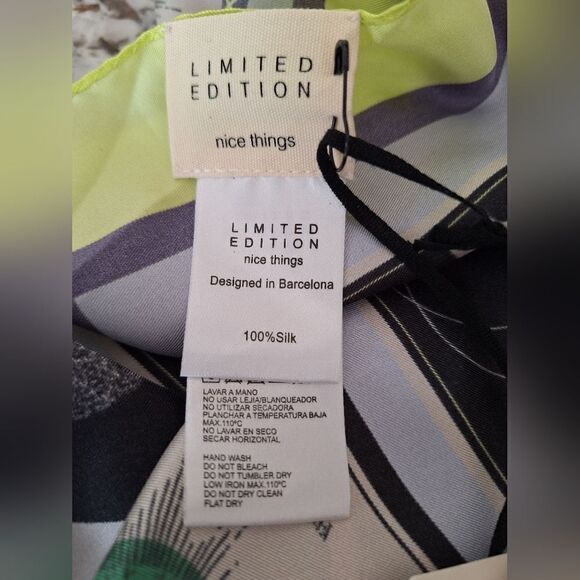 LIMITED
EDITION
nice things
LIMITED
EDITION
nice things
Designed in Barcelona
100%Silk
LAVAR A MANO
NO USAR LEJIA/BLANQUEADOR
NO UTILIZAR SECADORA
PLANCHAR A TEMPERATURA BAJA
MAX.110ºC
NO LAVAR EN SECO
SECAR HORIZONTAL
HAND WASH
DO NOT BLEACH
DO NOT TUMBLER DRY
LOW IRON MAX.110ºC
DO NOT DRY CLEAN
FLAT DRY